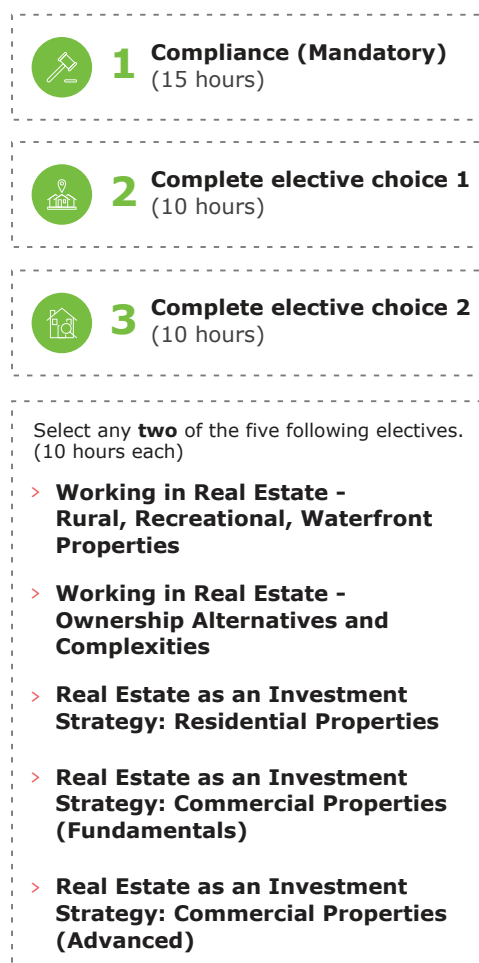 1 Compliance (Mandatory)
(15 hours)
2 Complete elective choice 1
(10 hours)
3 Complete elective choice 2
(10 hours)
Select any two of the five following electives.
(10 hours each)
> Working in Real Estate -
Rural, Recreational, Waterfront
Properties
> Working in Real Estate -
Ownership Alternatives and
Complexities
> Real Estate as an Investment
Strategy: Residential Properties
> Real Estate as an Investment
Strategy: Commercial Properties
(Fundamentals)
> Real Estate as an Investment
Strategy: Commercial Properties
(Advanced)